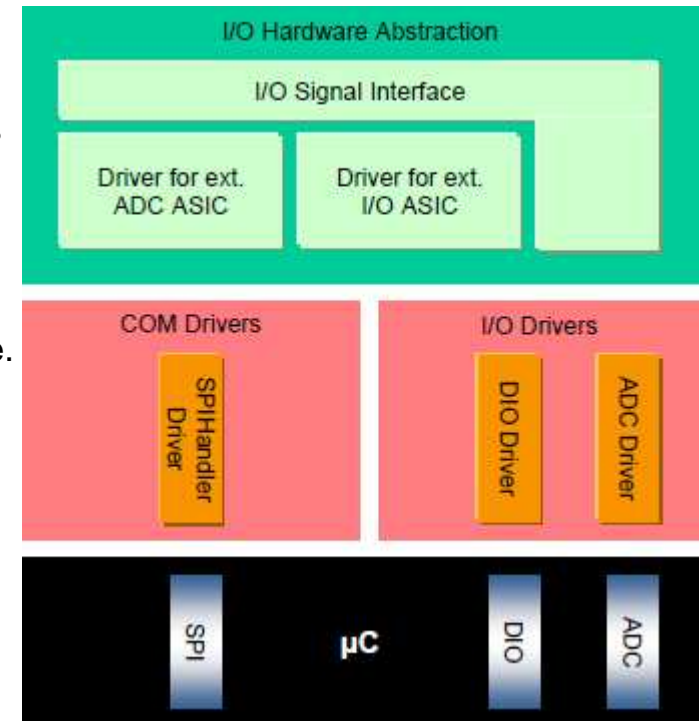 I/O Hardware Abstraction
I/O Signal Interface
Driver for ext.
ADC ASIC
Driver for ext.
I/O ASIC
e.
COM Drivers
I/O Drivers
SPIHandler
Driver
DIO Driver
ADC Driver
SPI
µC
DIO
ADC